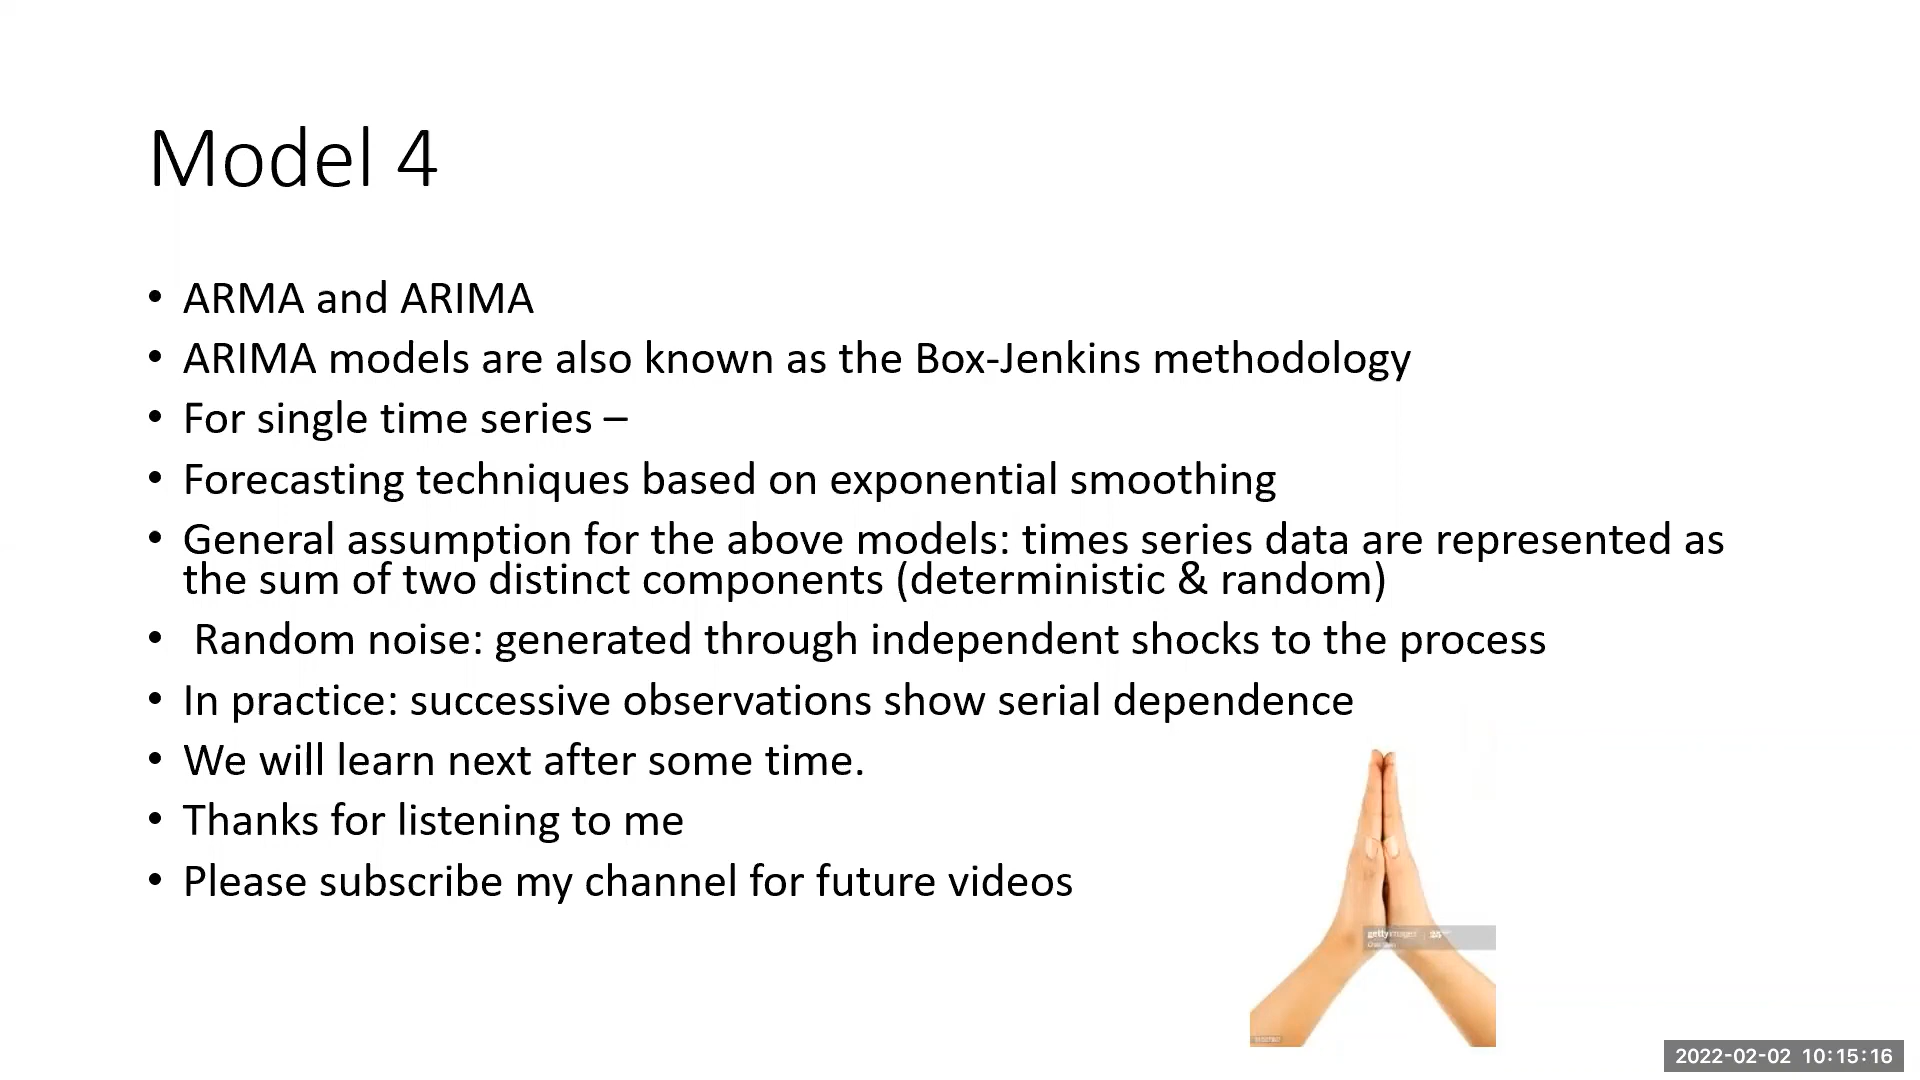 Model 4
• ARMA and ARIMA
• ARIMA models are also known as the Box-Jenkins methodology
• For single time series –
• Forecasting techniques based on exponential smoothing
• General assumption for the above models: times series data are represented as
the sum of two distinct components (deterministic & random)
• Random noise: generated through independent shocks to the process
• In practice: successive observations show serial dependence
• We will learn next after some time.
• Thanks for listening to me
• Please subscribe my channel for future videos
gettyimages
2022-02-02 10:15:16